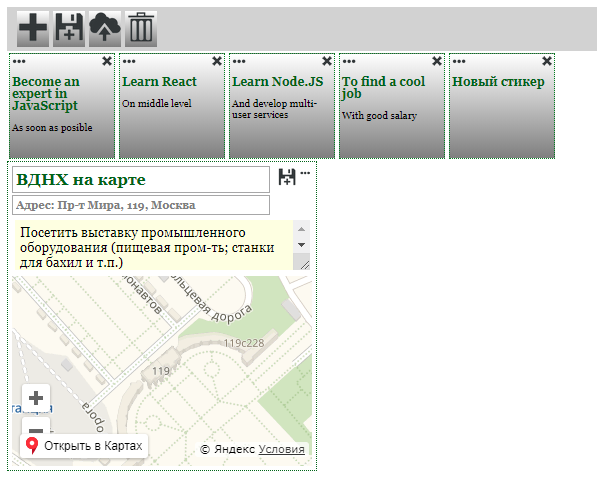 Become an
expert in
JavaScript
As soon as posible
Learn React
On middle level
Learn Node.JS
And develop multi-
user services
To find a cool
job
With good salary
Новый стикер
ВДНХ на карте
Адрес: Пр-т Мира, 119, Москва
Посетить выставку промышленного
оборудования (пищевая пром-ть; станки
для бахил и т.п.)
льцевая дорога
119с228
119
орога
Открыть в Картах
© Яндекс Условия